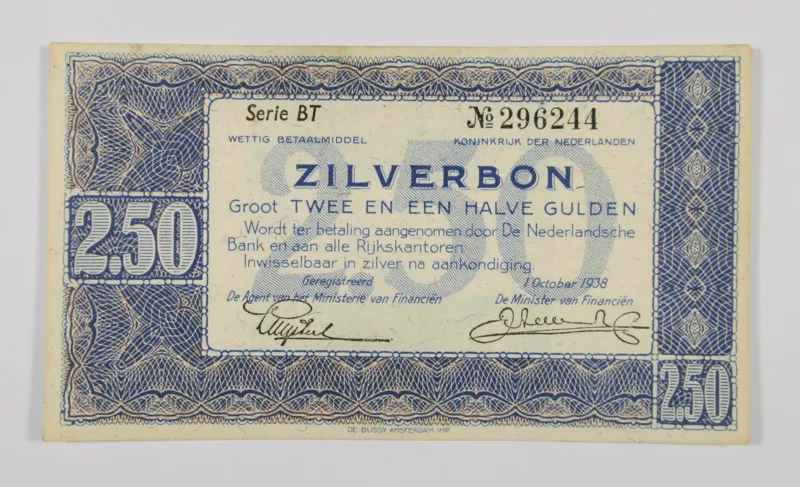 Serie BT № 296244
WETTIG BETAALMIDDEL KONINKRIJK DER NEDERLANDEN
ZILVERBON
Groot TWEE EN EEN HALVE GULDEN
2.50
Wordt ter betaling aangenomen door De Nederlandsche
Bank en aan alle Rijkskantoren.
Inwisselbaar in zilver na aankondiging.
Geregistreerd 1 October 1938
De Agent van het Ministerie van Financiën De Minister van Financiën
2.50
2.50
DE BUSSY AMSTERDAM IMP.